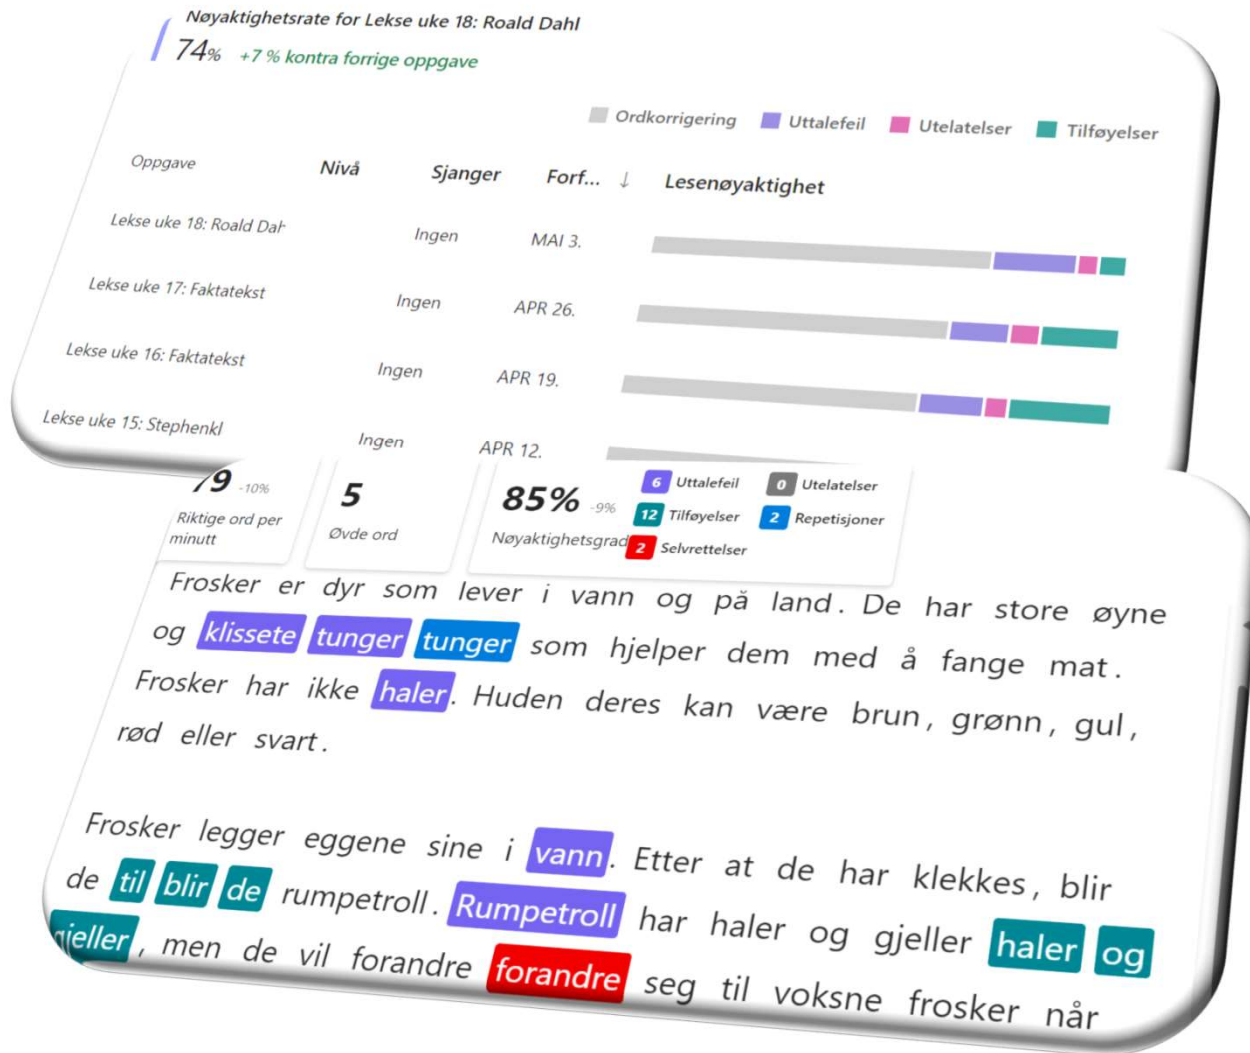 Nøyaktighetsrate for Lekse uke 18: Roald Dahl
74% +7 % kontra forrige oppgave
Ordkorrigering Uttalefeil Utelatelser Tilføyelser
Oppgave Nivå Sjanger Forf... ↓ Lesenøyaktighet
Lekse uke 18: Roald Dah Ingen MAI 3.
Lekse uke 17: Faktatekst Ingen APR 26.
Lekse uke 16: Faktatekst Ingen APR 19.
Lekse uke 15: Stephenkl Ingen APR 12.
79 -10%
Riktige ord per
minutt
5
Øvde ord
85% -9%
Nøyaktighetsgrad
6 Uttalefeil 0 Utelatelser
12 Tilføyelser 2 Repetisjoner
2 Selvrettelser
Frosker er dyr som lever i vann og på land. De har store øyne
og klissete tunger tunger som hjelper dem med å fange mat.
Frosker har ikke haler. Huden deres kan være brun, grønn, gul,
rød eller svart.
Frosker legger eggene sine i vann. Etter at de har klekkes, blir
de til blir de rumpetroll. Rumpetroll har haler og gjeller haler og
gjeller, men de vil forandre forandre seg til voksne frosker når